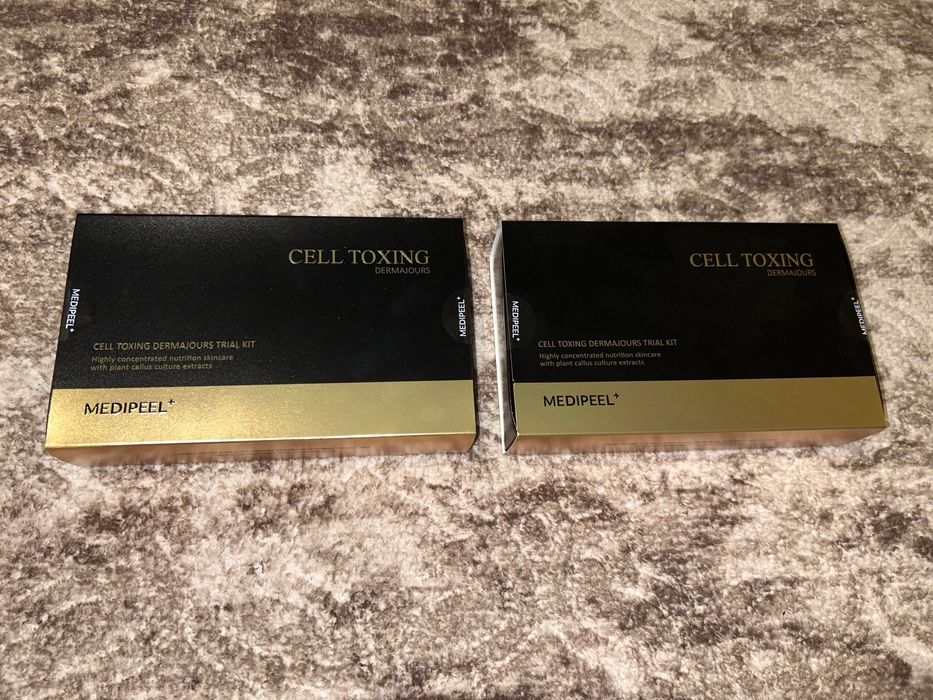 CELL TOXING
DERMAJOURS
MEDIPEEL+
MEDIPEEL+
CELL TOXING DERMAJOURS TRIAL KIT
Highly concentrated nutrition skincare
with plant callus culture extracts
MEDIPEEL+
CELL TOXING
DERMAJOURS
MEDIPEEL+
MEDIPEEL+
CELL TOXING DERMAJOURS TRIAL KIT
Highly concentrated nutrition skincare
with plant callus culture extracts
MEDIPEEL+